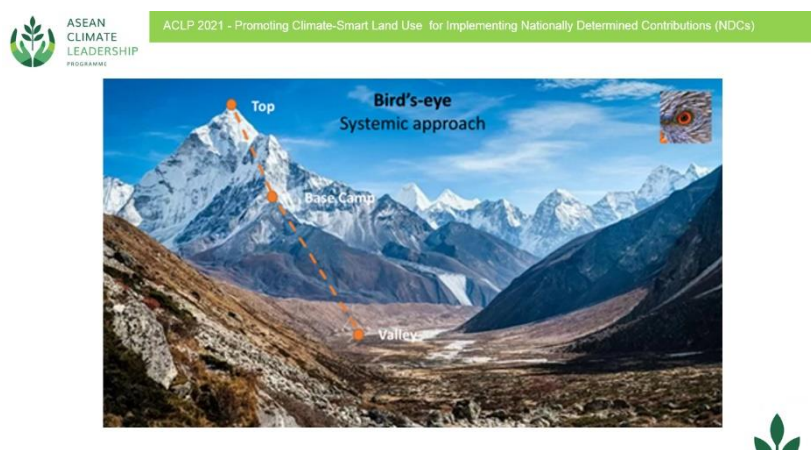 ASEAN
CLIMATE
LEADERSHIP
PROGRAMME
ACLP 2021 - Promoting Climate-Smart Land Use for Implementing Nationally Determined Contributions (NDCs)
Bird's-eye
Systemic approach
Top
Base Camp
Valley